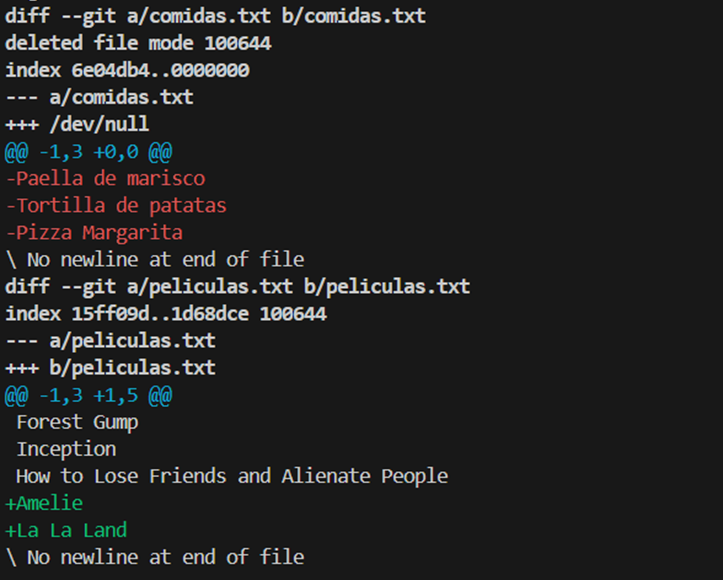 diff --git a/comidas.txt b/comidas.txt
deleted file mode 100644
index 6e04db4..0000000
--- a/comidas.txt
+++ /dev/null
@@ -1,3 +0,0 @@
-Paella de marisco
-Tortilla de patatas
-Pizza Margarita
\ No newline at end of file
diff --git a/peliculas.txt b/peliculas.txt
index 15ff09d..1d68dce 100644
--- a/peliculas.txt
+++ b/peliculas.txt
@@ -1,3 +1,5 @@
 Forest Gump
 Inception
 How to Lose Friends and Alienate People
+Amelie
+La La Land
\ No newline at end of file